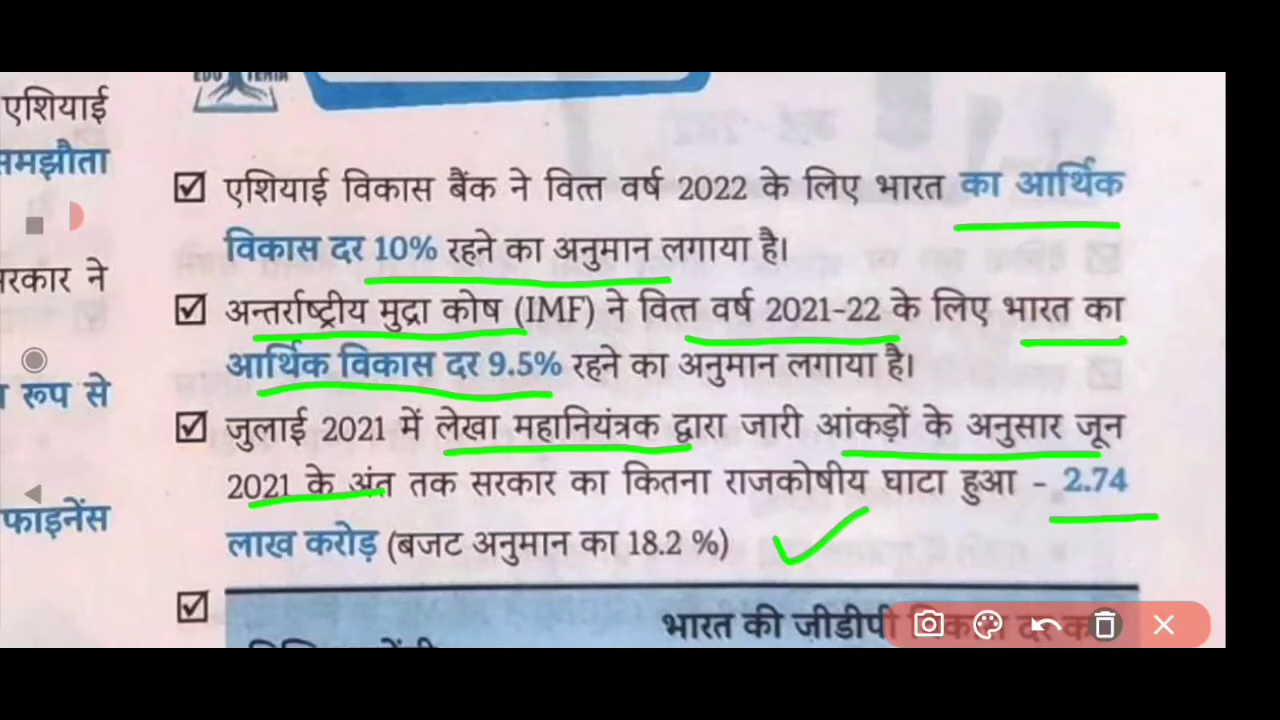 EDU TERIA
एशियाई
समझौता
रकार ने
रूप से
फाइनेंस
एशियाई विकास बैंक ने वित्त वर्ष 2022 के लिए भारत का आर्थिक
विकास दर 10% रहने का अनुमान लगाया है।
अन्तर्राष्ट्रीय मुद्रा कोष (IMF) ने वित्त वर्ष 2021-22 के लिए भारत का
आर्थिक विकास दर 9.5% रहने का अनुमान लगाया है।
जुलाई 2021 में लेखा महानियंत्रक द्वारा जारी आंकड़ों के अनुसार जून
2021 के अंत तक सरकार का कितना राजकोषीय घाटा हुआ - 2.74
लाख करोड़ (बजट अनुमान का 18.2 %)
भारत की जीडीपी